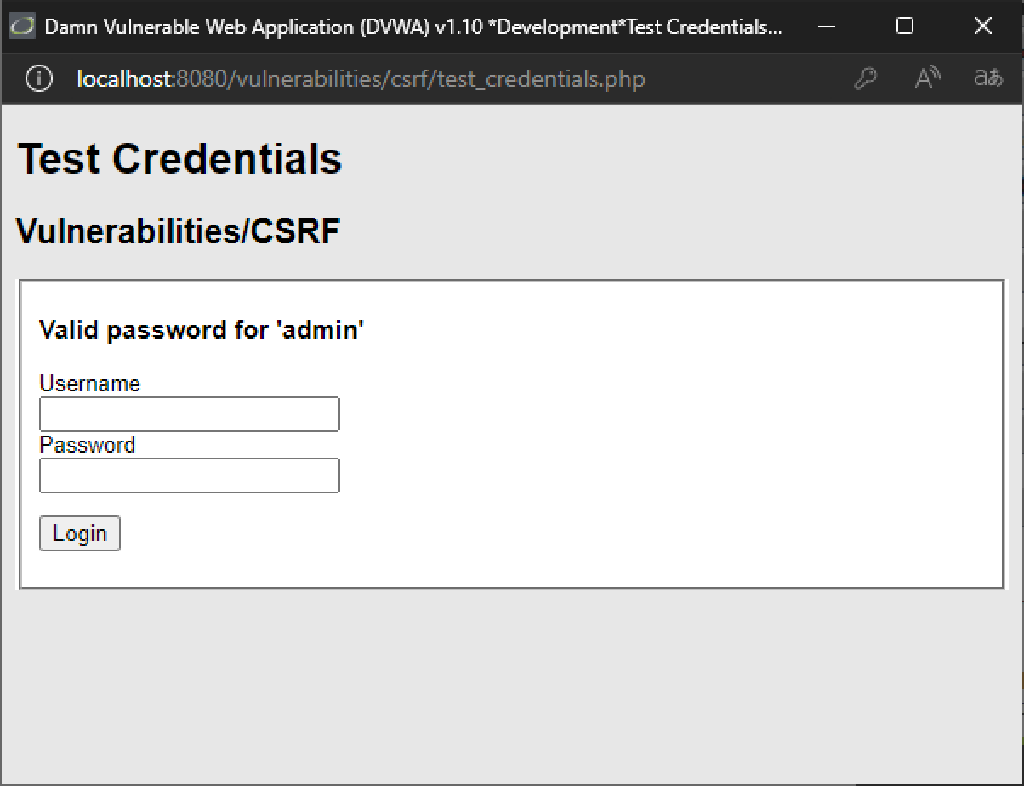 Damn Vulnerable Web Application (DVWA) v1.10 *Development*Test Credentials...
localhost:8080/vulnerabilities/csrf/test_credentials.php
Test Credentials
Vulnerabilities/CSRF
Valid password for 'admin'
Username
Password
Login